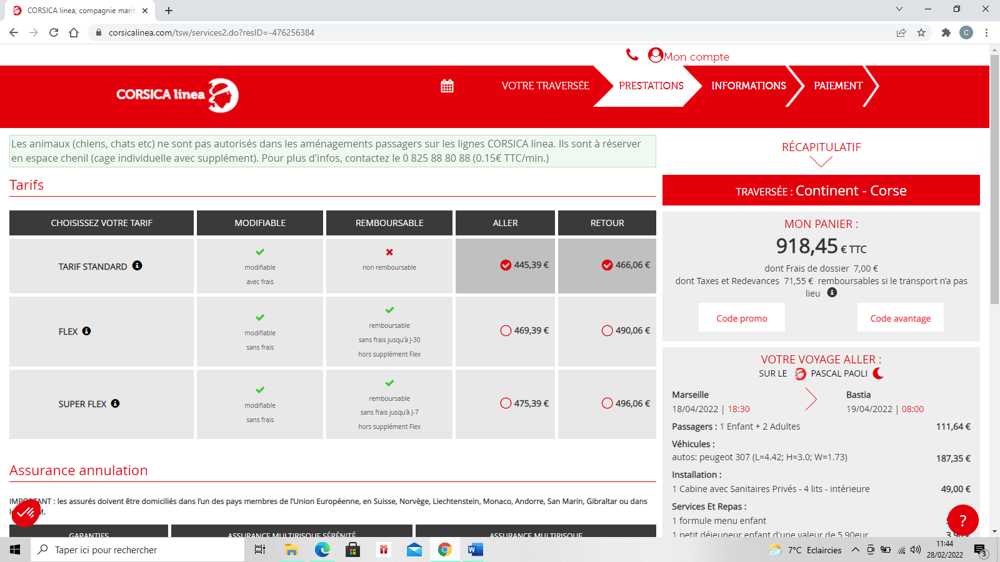 CORSICA linea, compagnie marit
corsicalinea.com/tsw/services2.do?resID=-476256384
C
Mon compte
CORSICA linea
VOTRE TRAVERSÉE
PRESTATIONS
INFORMATIONS
PAIEMENT
Les animaux (chiens, chats etc) ne sont pas autorisés dans les aménagements passagers sur les lignes CORSICA linea. Ils sont à réserver
en espace chenil (cage individuelle avec supplément). Pour plus d'infos, contactez le 0 825 88 80 88 (0.15€ TTC/min.)
Tarifs
CHOISISSEZ VOTRE TARIF MODIFIABLE REMBOURSABLE ALLER RETOUR
TARIF STANDARD
modifiable
avec frais
non remboursable
445,39 €
466,06 €
FLEX
modifiable
sans frais
remboursable
sans frais jusqu'à J-30
hors supplément Flex
469,39 €
490,06 €
SUPER FLEX
modifiable
sans frais
remboursable
sans frais jusqu'à J-7
hors supplément Flex
475,39 €
496,06 €
Assurance annulation
IMPORTANT : les assurés doivent être domiciliés dans l'un des pays membres de l'Union Européenne, en Suisse, Norvège, Liechtenstein, Monaco, Andorre, San Marin, Gibraltar ou dans
GARANTIES ASSURANCE MULTIRISQUE SÉRÉNITÉ ASSURANCE MULTIRISQUE
RÉCAPITULATIF
TRAVERSÉE : Continent - Corse
MON PANIER :
918,45 € TTC
dont Frais de dossier 7,00 €
dont Taxes et Redevances 71,55 € remboursables si le transport n'a pas
lieu
Code promo
Code avantage
VOTRE VOYAGE ALLER :
SUR LE PASCAL PAOLI
Marseille
18/04/2022 | 18:30
Bastia
19/04/2022 | 08:00
Passagers : 1 Enfant + 2 Adultes 111,64 €
Véhicules :
autos: peugeot 307 (L=4.42; H=3.0; W=1.73) 187,35 €
Installation :
1 Cabine avec Sanitaires Privés - 4 lits - intérieure 49,00 €
Services Et Repas :
1 formule menu enfant
1 petit déjeuner enfant d'une valeur de 5.90eur 3,90 €
?
Taper ici pour rechercher
7°C Eclaircies
11:44
28/02/2022
3